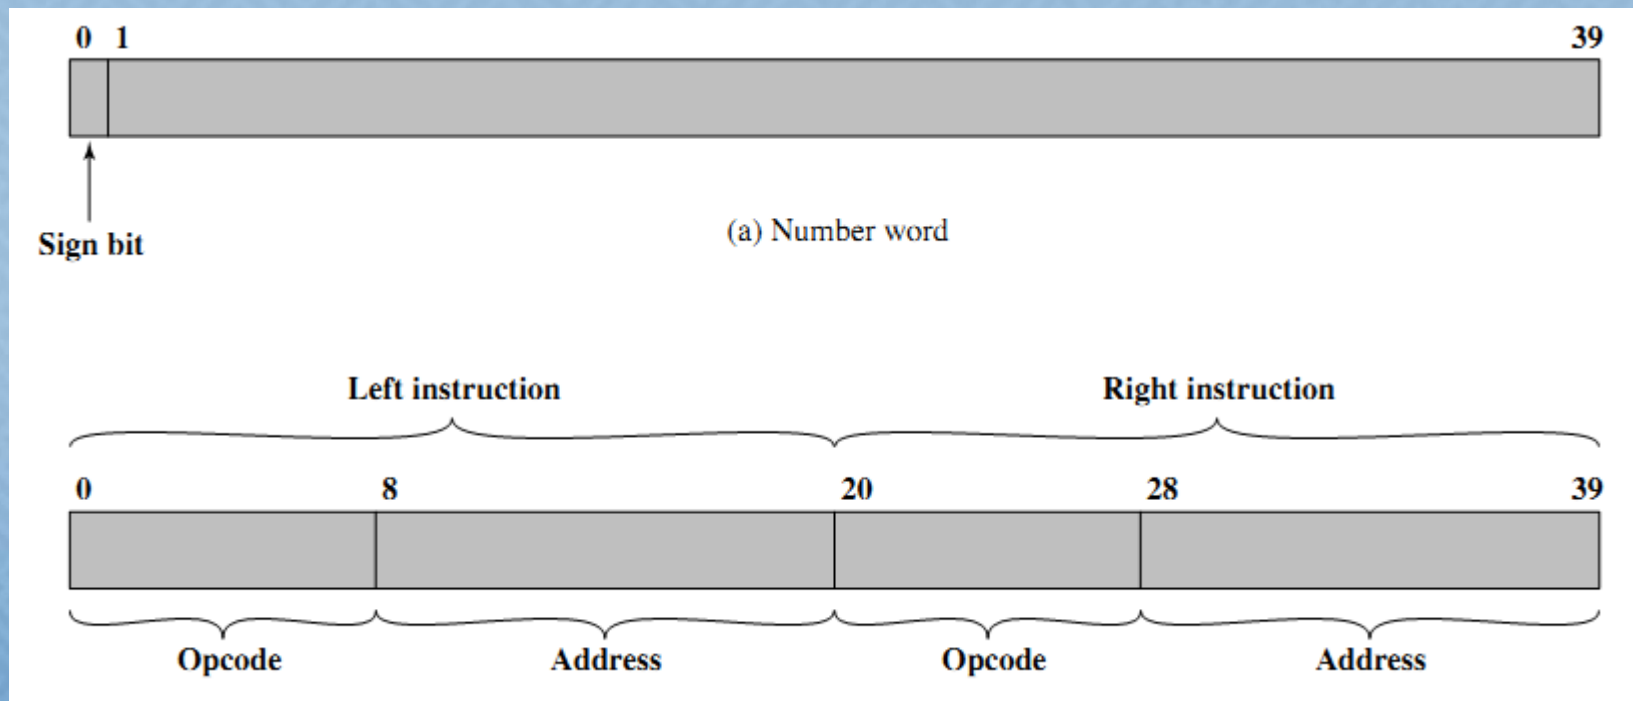 0 1 39
Sign bit
(a) Number word
Left instruction Right instruction
0 8 20 28 39
Opcode Address Opcode Address